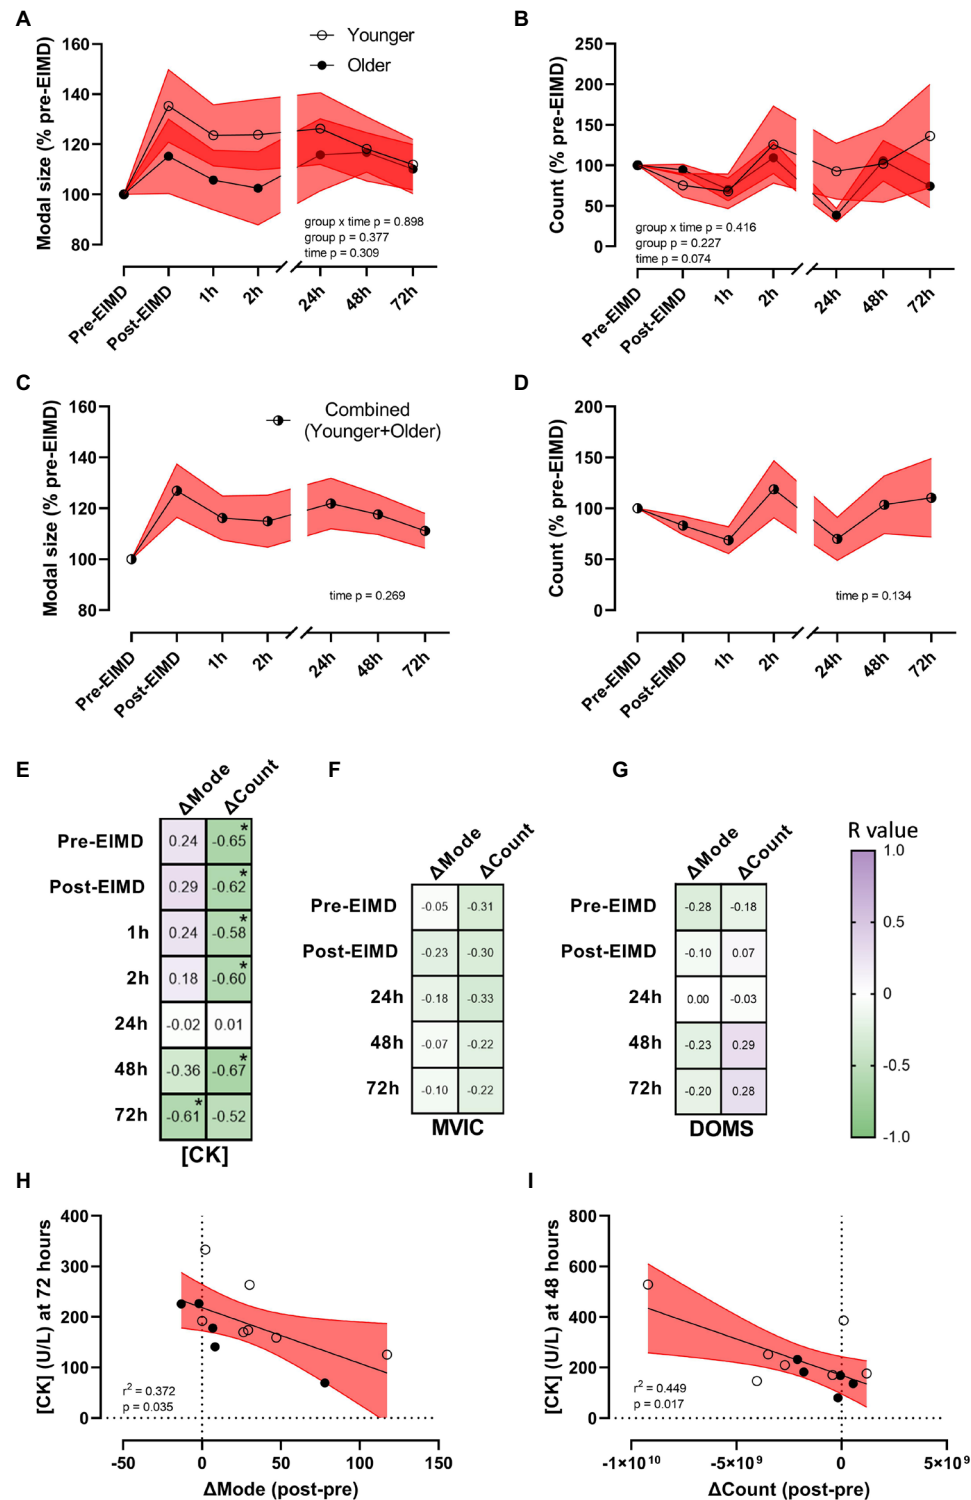 A
Modal size (% pre-EIMD)
160
140
120
100
80
Younger
Older
group x time p = 0.898
group p = 0.377
time p = 0.309
Pre-EIMD
Post-EIMD
1h
2h
24h
48h
72h
B
Count (% pre-EIMD)
250
200
150
100
50
0
group x time p = 0.416
group p = 0.227
time p = 0.074
Pre-EIMD
Post-EIMD
1h
2h
24h
48h
72h
C
Modal size (% pre-EIMD)
160
140
120
100
80
Combined
(Younger+Older)
time p = 0.269
Pre-EIMD
Post-EIMD
1h
2h
24h
48h
72h
D
Count (% pre-EIMD)
200
150
100
50
0
time p = 0.134
Pre-EIMD
Post-EIMD
1h
2h
24h
48h
72h
E
ΔMode ΔCount
Pre-EIMD 0.24 -0.65*
Post-EIMD 0.29 -0.62*
1h 0.24 -0.58*
2h 0.18 -0.60*
24h -0.02 0.01
48h -0.36 -0.67*
72h -0.61* -0.52
[CK]
F
ΔMode ΔCount
Pre-EIMD -0.05 -0.31
Post-EIMD -0.23 -0.30
24h -0.18 -0.33
48h -0.07 -0.22
72h -0.10 -0.22
MVIC
G
ΔMode ΔCount
Pre-EIMD -0.28 -0.18
Post-EIMD -0.10 0.07
24h 0.00 -0.03
48h -0.23 0.29
72h -0.20 0.28
DOMS
R value
1.0
0.5
0
-0.5
-1.0
H
[CK] (U/L) at 72 hours
400
300
200
100
0
r² = 0.372
p = 0.035
-50 0 50 100 150
ΔMode (post-pre)
I
[CK] (U/L) at 48 hours
800
600
400
200
0
r² = 0.449
p = 0.017
-1×10¹⁰ -5×10⁹ 0 5×10⁹
ΔCount (post-pre)